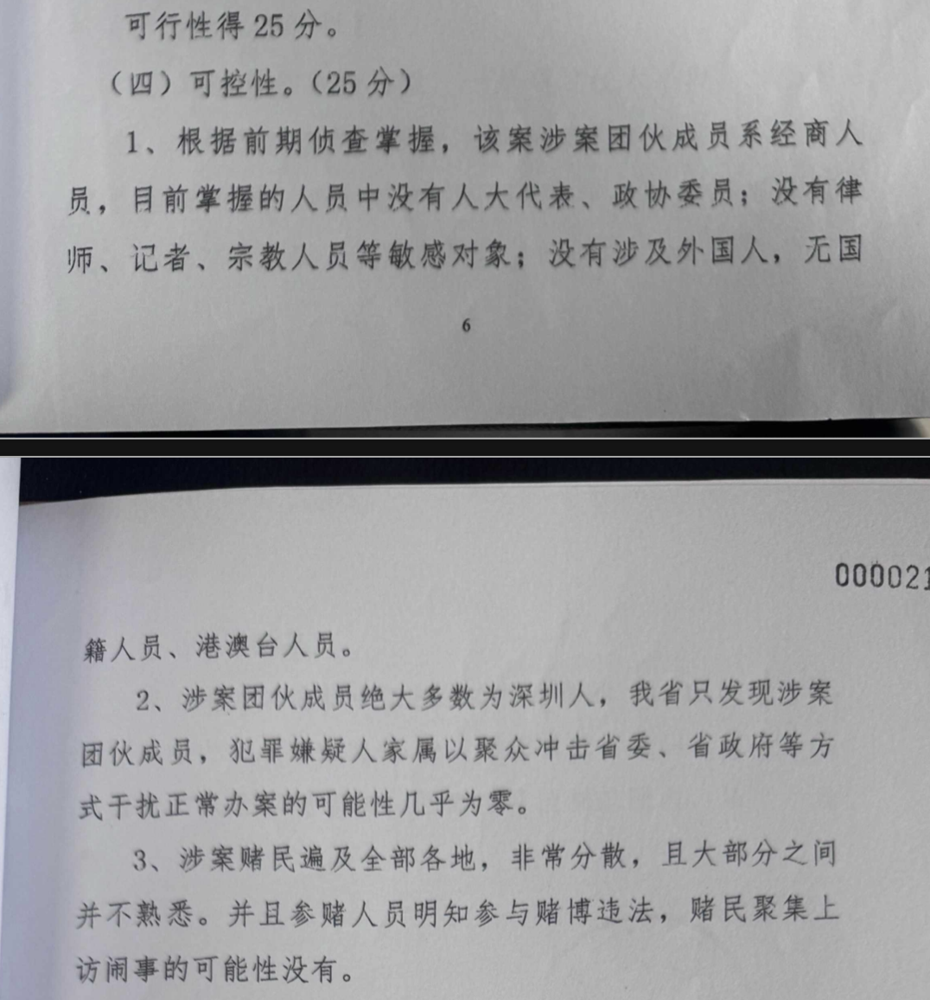 可行性得 25 分。
（四）可控性。（25 分）
1、根据前期侦查掌握，该案涉案团伙成员系经商人
员，目前掌握的人员中没有人大代表、政协委员；没有律
师、记者、宗教人员等敏感对象；没有涉及外国人，无国
6
000021
籍人员、港澳台人员。
2、涉案团伙成员绝大多数为深圳人，我省只发现涉案
团伙成员，犯罪嫌疑人家属以聚众冲击省委、省政府等方
式干扰正常办案的可能性几乎为零。
3、涉案赌民遍及全部各地，非常分散，且大部分之间
并不熟悉。并且参赌人员明知参与赌博违法，赌民聚集上
访闹事的可能性没有。